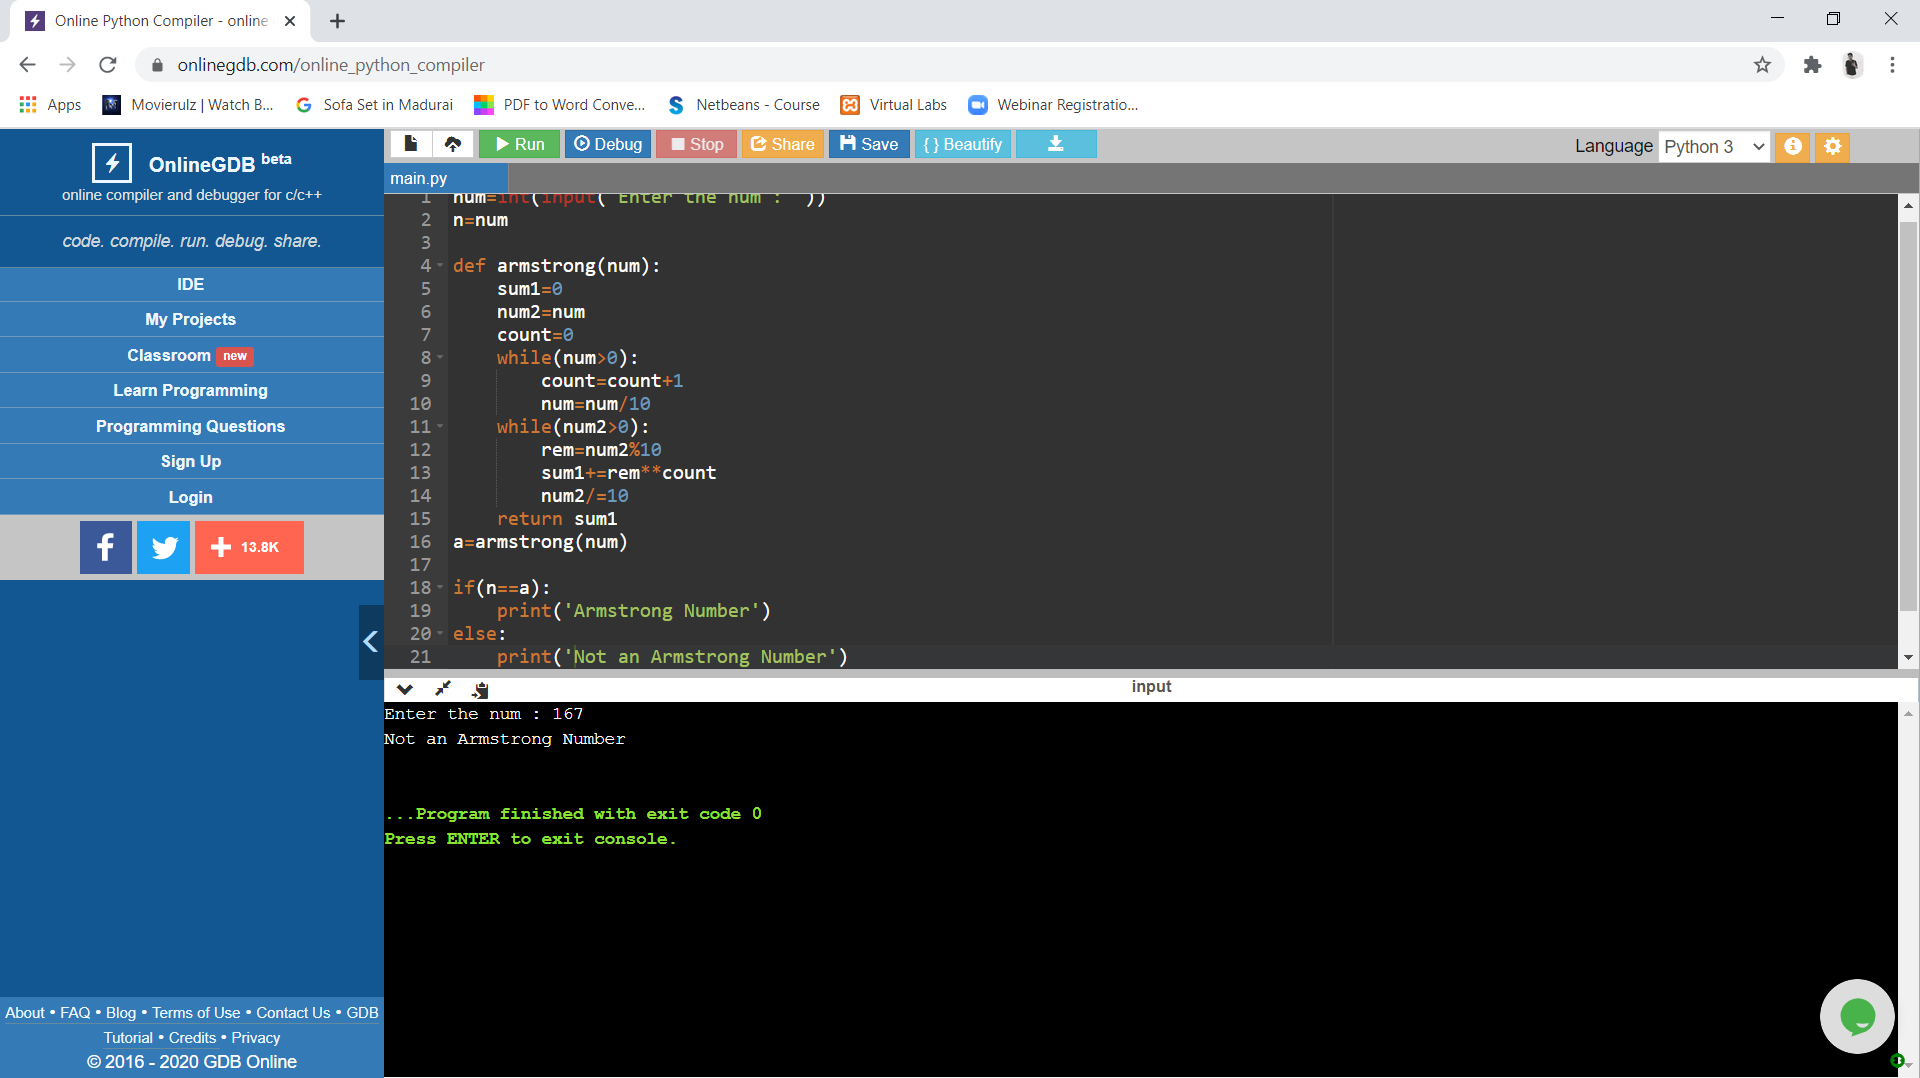 Online Python Compiler - online
onlinegdb.com/online_python_compiler
Apps Movierulz | Watch B... Sofa Set in Madurai PDF to Word Conve... Netbeans - Course Virtual Labs Webinar Registratio...
OnlineGDB beta
online compiler and debugger for c/c++
code. compile. run. debug. share.
IDE
My Projects
Classroom new
Learn Programming
Programming Questions
Sign Up
Login
13.8K
About • FAQ • Blog • Terms of Use • Contact Us • GDB
Tutorial • Credits • Privacy
© 2016 - 2020 GDB Online
Run Debug Stop Share Save { } Beautify Language Python 3
main.py
1 num=int(input("Enter the num : "))
2 n=num
3
4 def armstrong(num):
5     sum1=0
6     num2=num
7     count=0
8     while(num>0):
9         count=count+1
10         num=num/10
11     while(num2>0):
12         rem=num2%10
13         sum1+=rem**count
14         num2/=10
15     return sum1
16 a=armstrong(num)
17
18 if(n==a):
19     print('Armstrong Number')
20 else:
21     print('Not an Armstrong Number')
input
Enter the num : 167
Not an Armstrong Number
...Program finished with exit code 0
Press ENTER to exit console.